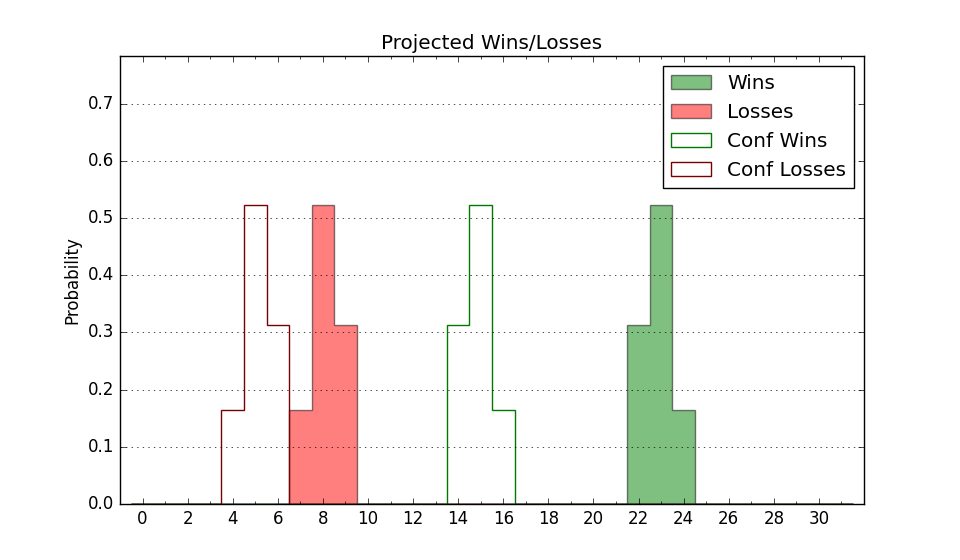 Projected Wins/Losses
Wins
Losses
Conf Wins
Conf Losses
Probability
0.7
0.6
0.5
0.4
0.3
0.2
0.1
0.0
0 2 4 6 8 10 12 14 16 18 20 22 24 26 28 30